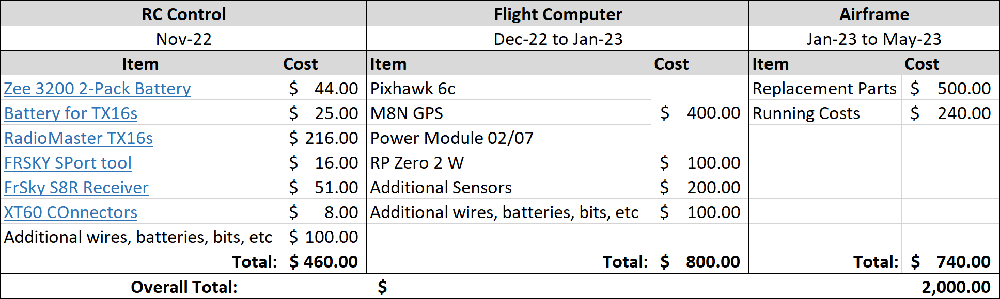 RC Control Flight Computer Airframe
Nov-22 Dec-22 to Jan-23 Jan-23 to May-23
Item Cost Item Cost Item Cost
Zee 3200 2-Pack Battery $ 44.00 Pixhawk 6c Replacement Parts $ 500.00
Battery for TX16s $ 25.00 M8N GPS $ 400.00 Running Costs $ 240.00
RadioMaster TX16s $ 216.00 Power Module 02/07
FRSKY SPort tool $ 16.00 RP Zero 2 W $ 100.00
FrSky S8R Receiver $ 51.00 Additional Sensors $ 200.00
XT60 COnnectors $ 8.00 Additional wires, batteries, bits, etc $ 100.00
Additional wires, batteries, bits, etc $ 100.00
Total: $ 460.00 Total: $ 800.00 Total: $ 740.00
Overall Total: $ 2,000.00